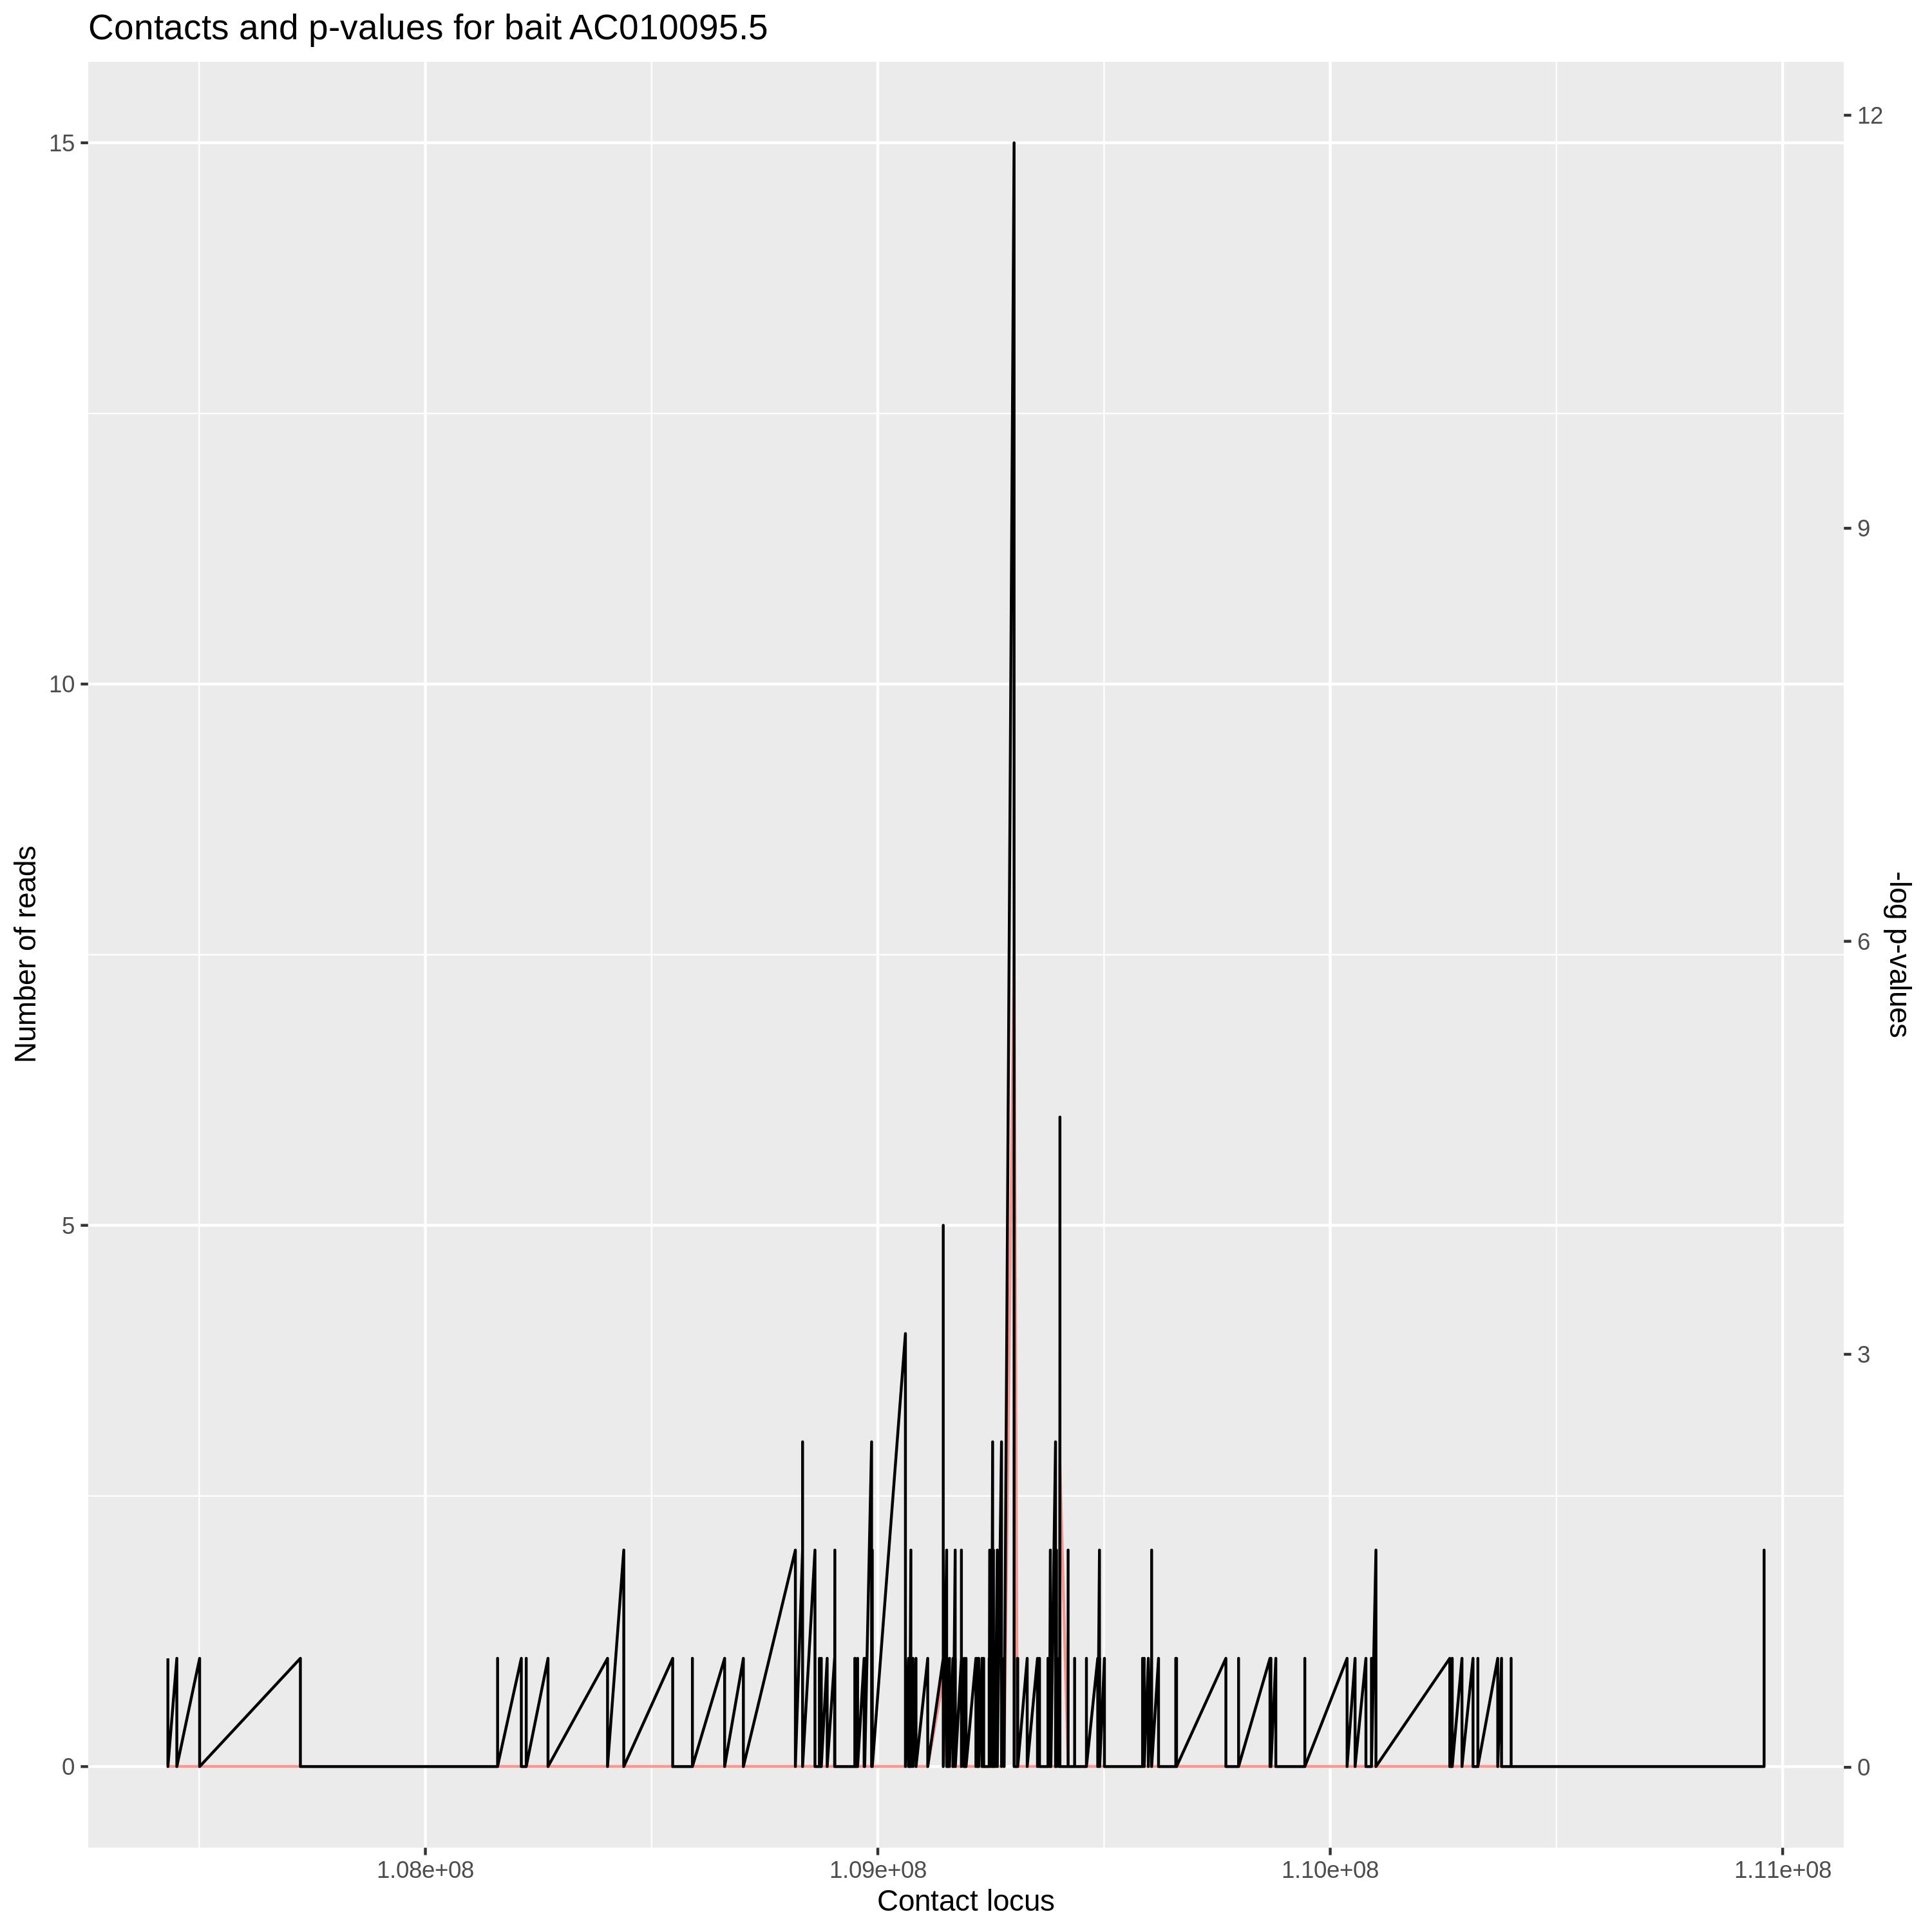 Contacts and p-values for bait AC010095.5
15
10
5
0
Number of reads
12
9
6
3
0
-log p-values
1.08e+08
1.09e+08
1.10e+08
1.11e+08
Contact locus